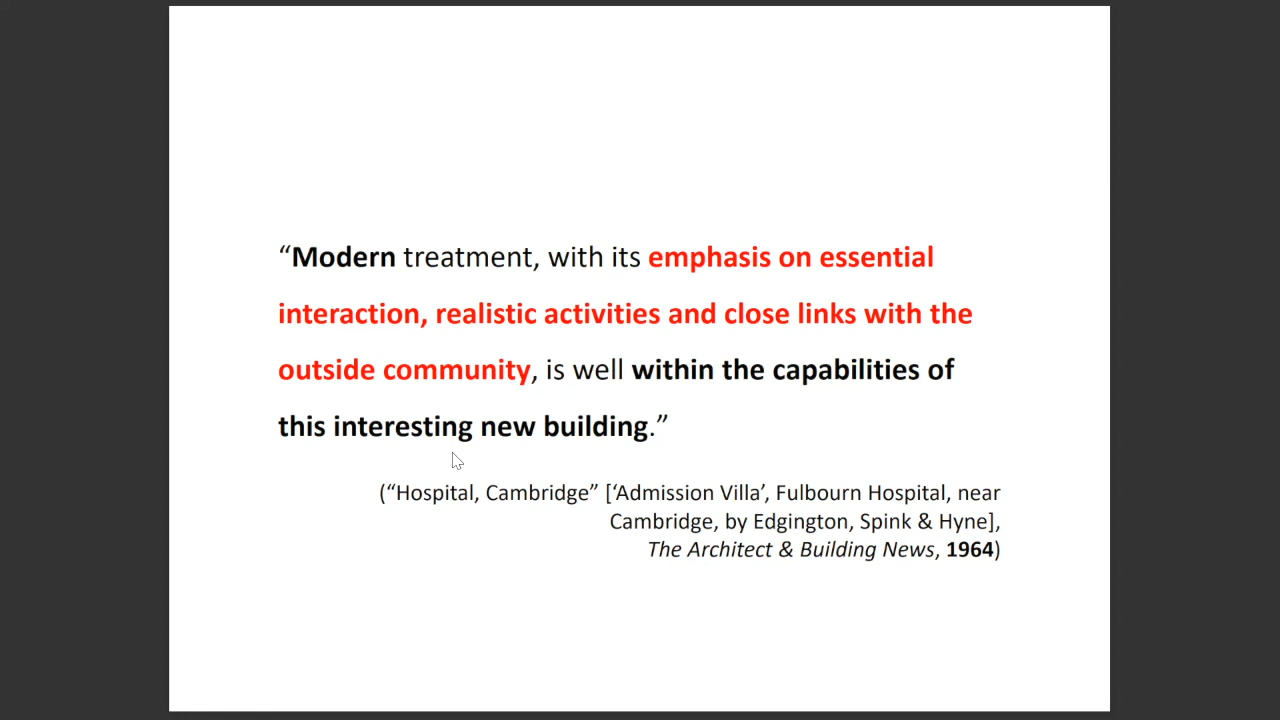 “Modern treatment, with its emphasis on essential
interaction, realistic activities and close links with the
outside community, is well within the capabilities of
this interesting new building.”
(“Hospital, Cambridge” [‘Admission Villa’, Fulbourn Hospital, near
Cambridge, by Edgington, Spink & Hyne],
The Architect & Building News, 1964)